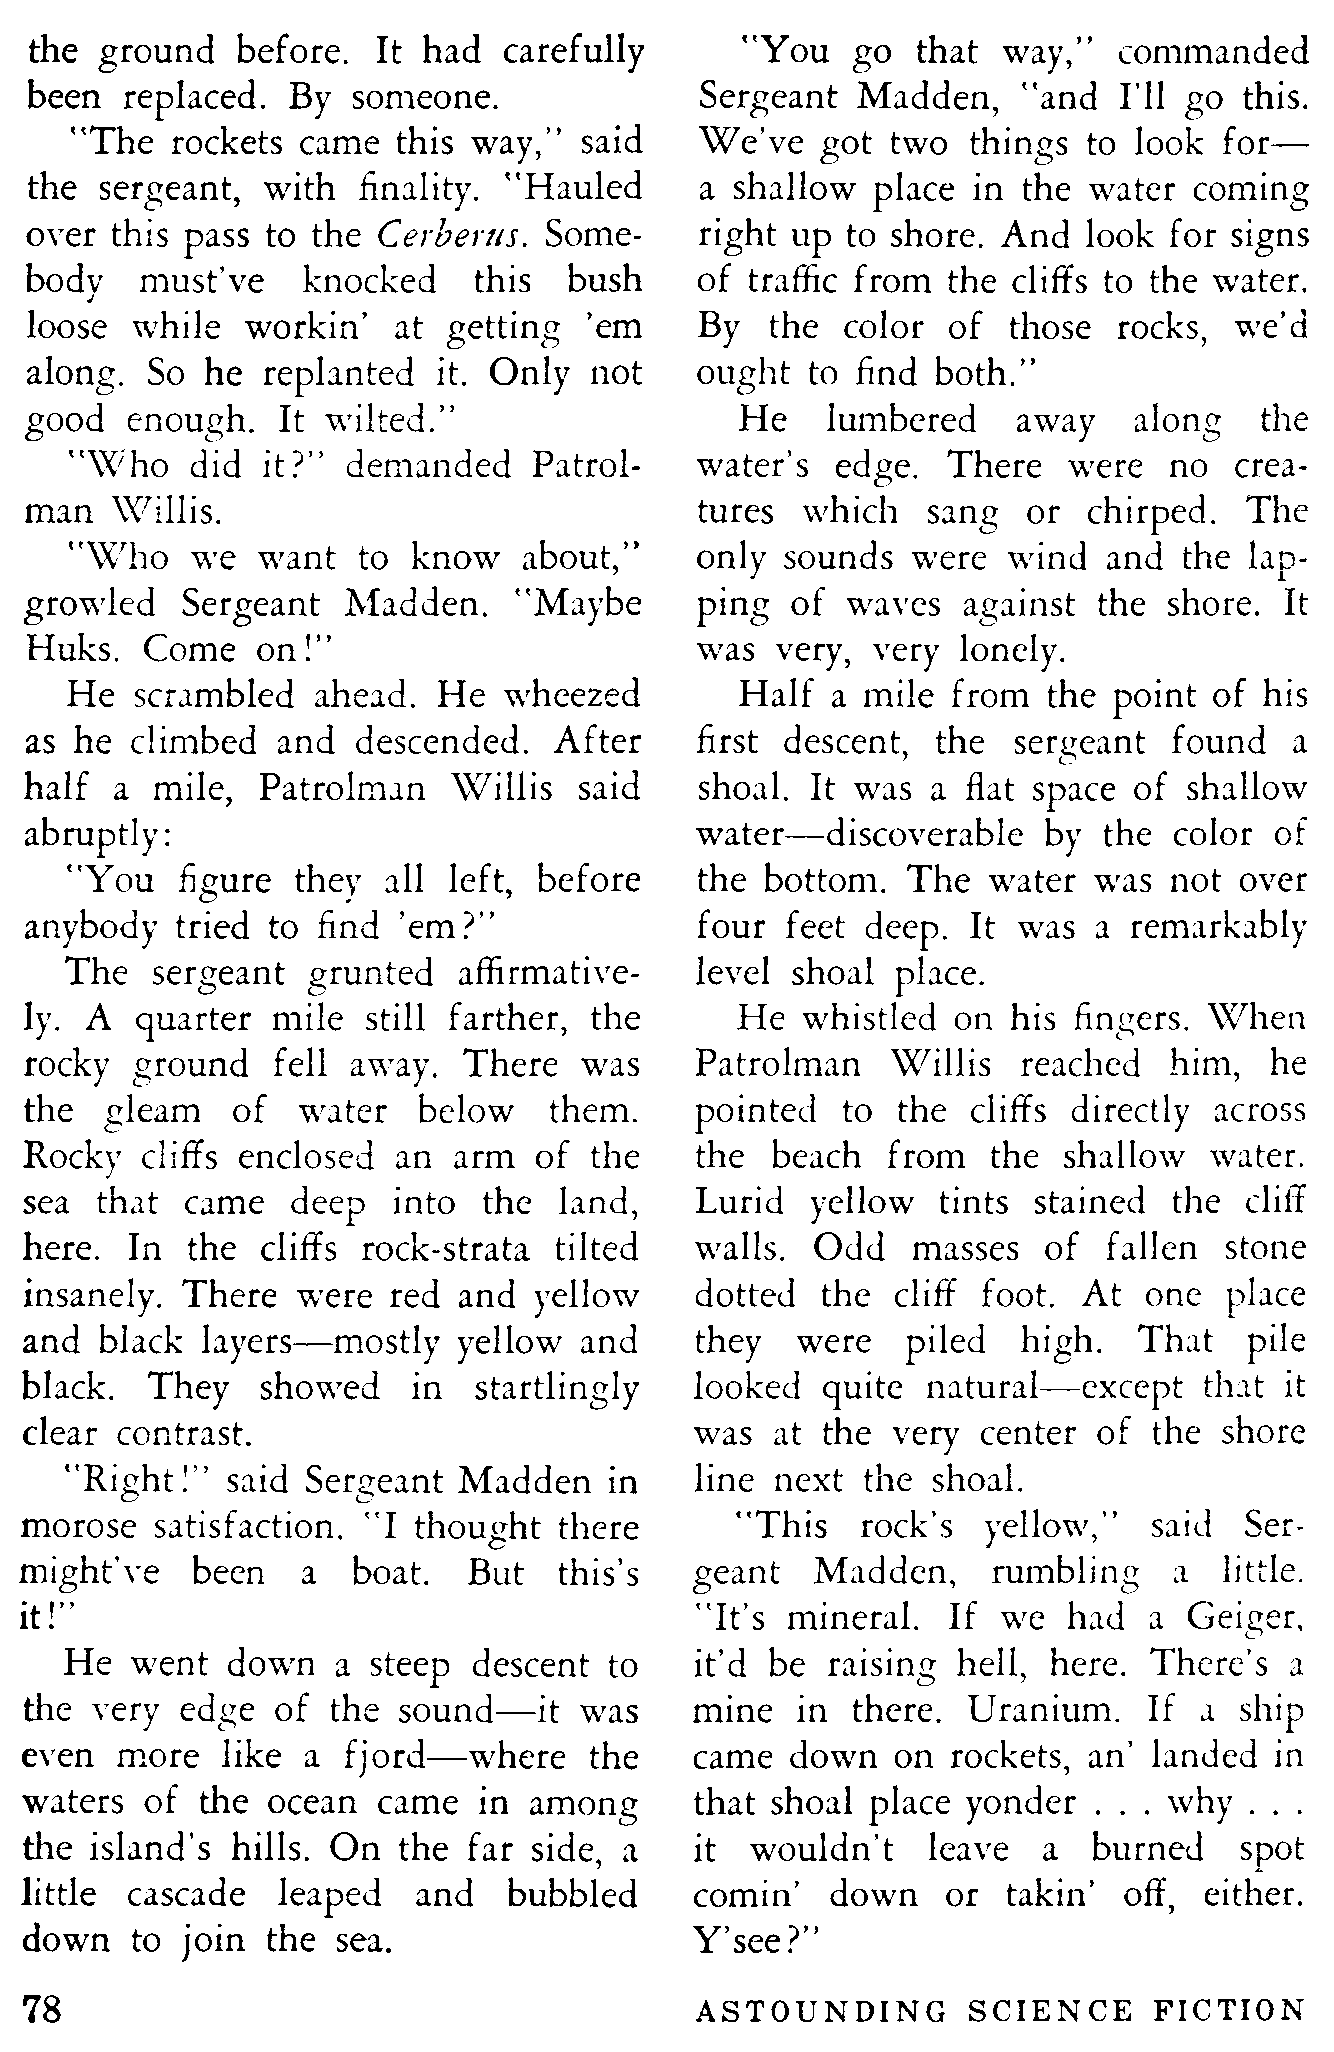 the ground before. It had carefully
been replaced. By someone.
"The rockets came this way," said
the sergeant, with finality. "Hauled
over this pass to the Cerberus. Some-
body must've knocked this bush
loose while workin' at getting 'em
along. So he replanted it. Only not
good enough. It wilted."
"Who did it?" demanded Patrol-
man Willis.
"Who we want to know about,"
growled Sergeant Madden. "Maybe
Huks. Come on!"
He scrambled ahead. He wheezed
as he climbed and descended. After
half a mile, Patrolman Willis said
abruptly:
"You figure they all left, before
anybody tried to find 'em?"
The sergeant grunted affirmative-
ly. A quarter mile still farther, the
rocky ground fell away. There was
the gleam of water below them.
Rocky cliffs enclosed an arm of the
sea that came deep into the land,
here. In the cliffs rock-strata tilted
insanely. There were red and yellow
and black layers—mostly yellow and
black. They showed in startlingly
clear contrast.
"Right!" said Sergeant Madden in
morose satisfaction. "I thought there
might've been a boat. But this's
it!"
He went down a steep descent to
the very edge of the sound—it was
even more like a fjord—where the
waters of the ocean came in among
the island's hills. On the far side, a
little cascade leaped and bubbled
down to join the sea.
"You go that way," commanded
Sergeant Madden, "and I'll go this.
We've got two things to look for—
a shallow place in the water coming
right up to shore. And look for signs
of traffic from the cliffs to the water.
By the color of those rocks, we'd
ought to find both."
He lumbered away along the
water's edge. There were no crea-
tures which sang or chirped. The
only sounds were wind and the lap-
ping of waves against the shore. It
was very, very lonely.
Half a mile from the point of his
first descent, the sergeant found a
shoal. It was a flat space of shallow
water—discoverable by the color of
the bottom. The water was not over
four feet deep. It was a remarkably
level shoal place.
He whistled on his fingers. When
Patrolman Willis reached him, he
pointed to the cliffs directly across
the beach from the shallow water.
Lurid yellow tints stained the cliff
walls. Odd masses of fallen stone
dotted the cliff foot. At one place
they were piled high. That pile
looked quite natural—except that it
was at the very center of the shore
line next the shoal.
"This rock's yellow," said Ser-
geant Madden, rumbling a little.
"It's mineral. If we had a Geiger,
it'd be raising hell, here. There's a
mine in there. Uranium. If a ship
came down on rockets, an' landed in
that shoal place yonder . . . why . . .
it wouldn't leave a burned spot
comin' down or takin' off, either.
Y'see?"
78
ASTOUNDING SCIENCE FICTION